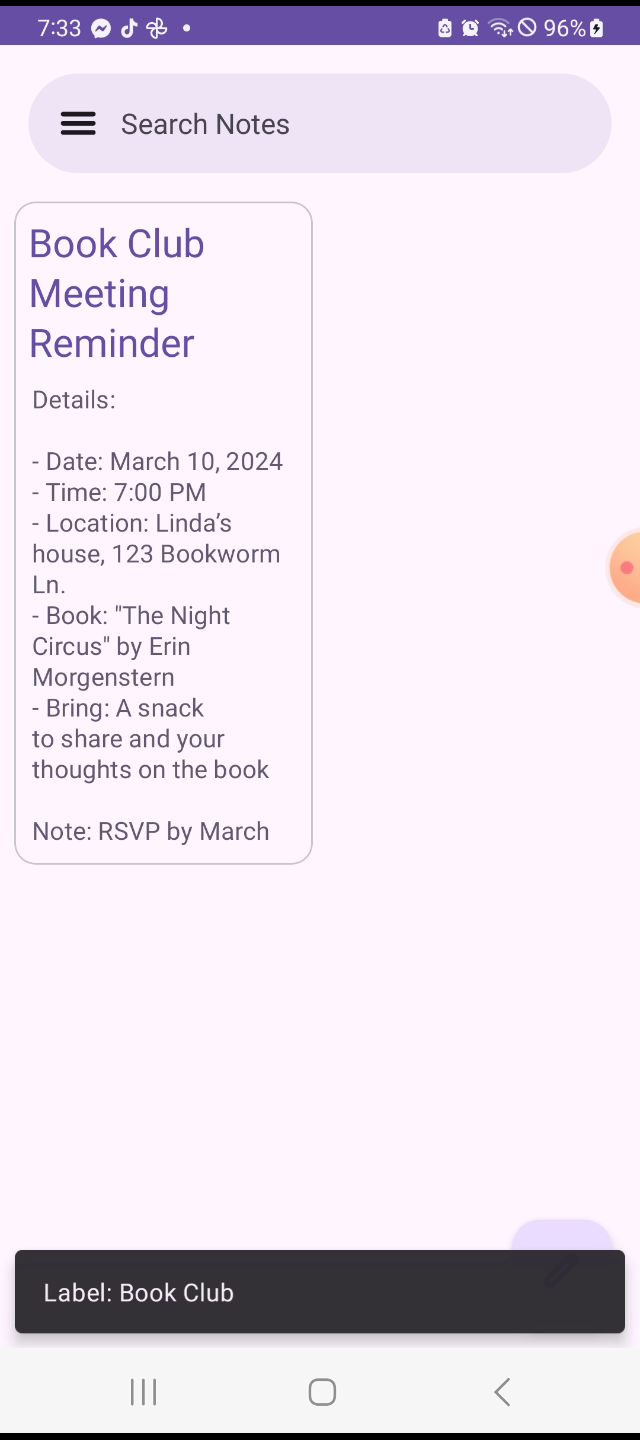 7:33
96%
Search Notes
Book Club
Meeting
Reminder
Details:
- Date: March 10, 2024
- Time: 7:00 PM
- Location: Linda’s
house, 123 Bookworm
Ln.
- Book: "The Night
Circus" by Erin
Morgenstern
- Bring: A snack
to share and your
thoughts on the book
Note: RSVP by March
Label: Book Club